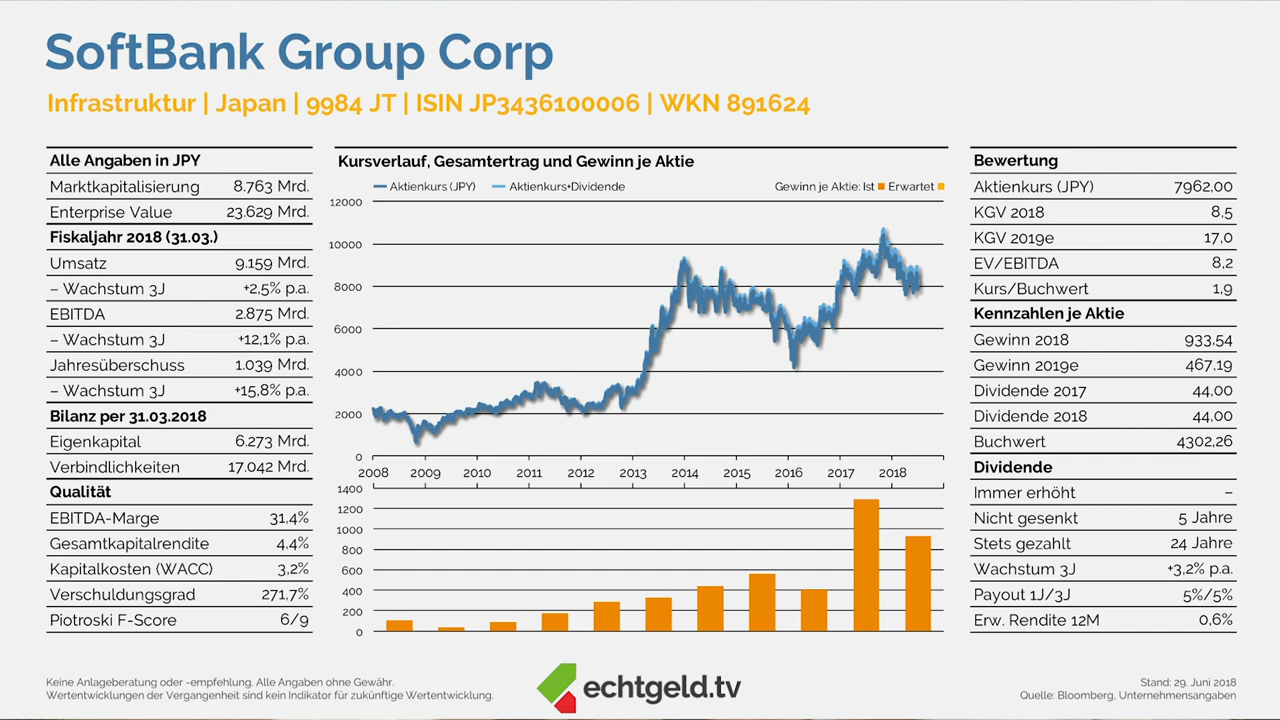 SoftBank Group Corp
Infrastruktur | Japan | 9984 JT | ISIN JP3436100006 | WKN 891624
Alle Angaben in JPY
Marktkapitalisierung 8.763 Mrd.
Enterprise Value 23.629 Mrd.
Fiskaljahr 2018 (31.03.)
Umsatz 9.159 Mrd.
– Wachstum 3J +2,5% p.a.
EBITDA 2.875 Mrd.
– Wachstum 3J +12,1% p.a.
Jahresüberschuss 1.039 Mrd.
– Wachstum 3J +15,8% p.a.
Bilanz per 31.03.2018
Eigenkapital 6.273 Mrd.
Verbindlichkeiten 17.042 Mrd.
Qualität
EBITDA-Marge 31,4%
Gesamtkapitalrendite 4,4%
Kapitalkosten (WACC) 3,2%
Verschuldungsgrad 271,7%
Piotroski F-Score 6/9
Kursverlauf, Gesamtertrag und Gewinn je Aktie
Aktienkurs (JPY) Aktienkurs+Dividende Gewinn je Aktie: Ist Erwartet
12000
10000
8000
6000
4000
2000
0
2008 2009 2010 2011 2012 2013 2014 2015 2016 2017 2018
1400
1200
1000
800
600
400
200
0
Bewertung
Aktienkurs (JPY) 7962,00
KGV 2018 8,5
KGV 2019e 17,0
EV/EBITDA 8,2
Kurs/Buchwert 1,9
Kennzahlen je Aktie
Gewinn 2018 933,54
Gewinn 2019e 467,19
Dividende 2017 44,00
Dividende 2018 44,00
Buchwert 4302,26
Dividende
Immer erhöht –
Nicht gesenkt 5 Jahre
Stets gezahlt 24 Jahre
Wachstum 3J +3,2% p.a.
Payout 1J/3J 5%/5%
Erw. Rendite 12M 0,6%
Keine Anlageberatung oder -empfehlung. Alle Angaben ohne Gewähr.
Wertentwicklungen der Vergangenheit sind kein Indikator für zukünftige Wertentwicklung.
echtgeld.tv
Stand: 29. Juni 2018
Quelle: Bloomberg, Unternehmensangaben